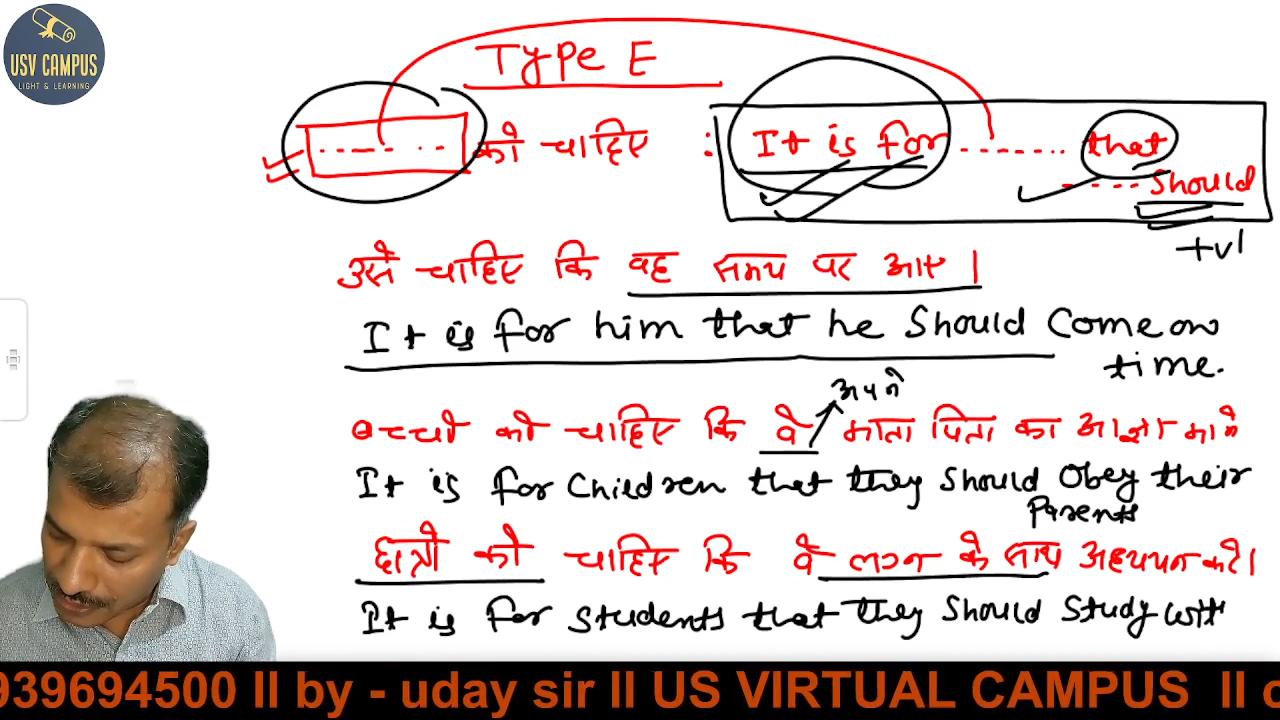 USV CAMPUS
LIGHT & LEARNING
Type E
........ को चाहिए : It is for ........ that
........ should
+v1
उसे चाहिए कि वह समय पर आए ।
It is for him that he should come on
time.
अपने
बच्चों को चाहिए कि वे माता पिता का आज्ञा माने
It is for children that they should obey their
Parents
छात्रों को चाहिए कि वे लगन के साथ अध्ययन करें।
It is for students that they should study with
939694500 II by - uday sir II US VIRTUAL CAMPUS II